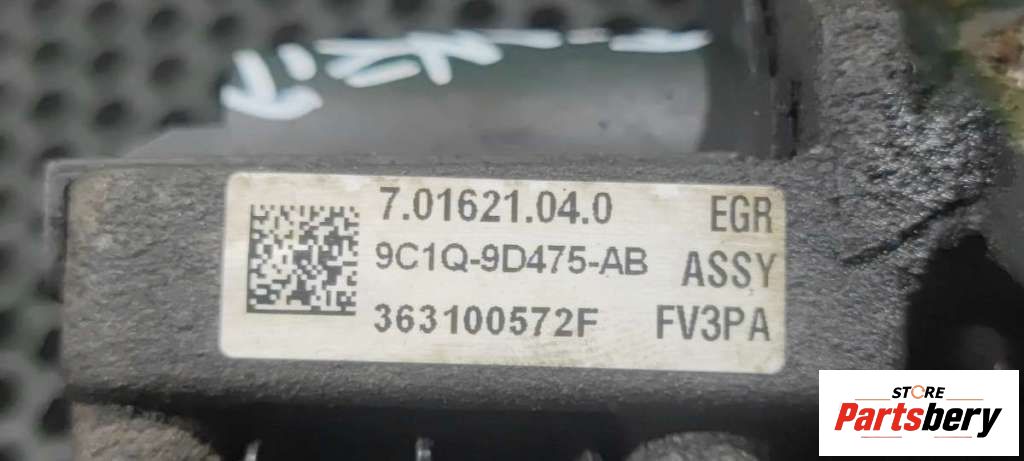 7.01621.04.0 EGR
9C1Q-9D475-AB ASSY
363100572F FV3PA
STORE
Partsbery